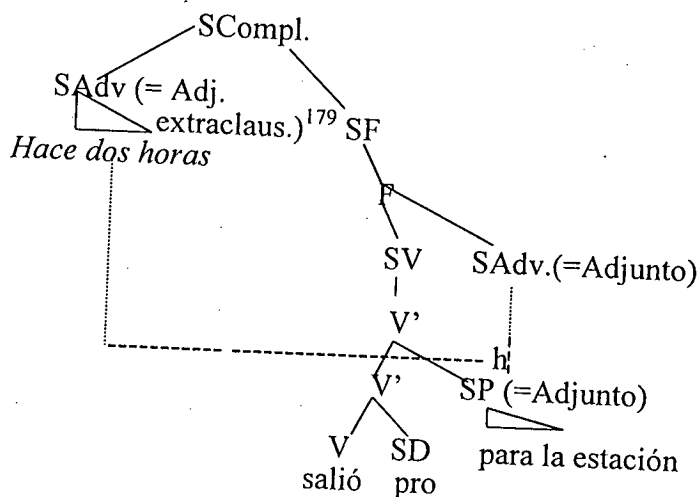 SCompl.
SAdv (= Adj.
extraclaus.)179 SF
Hace dos horas
F
SV SAdv.(=Adjunto)
V’
h
V’ SP (=Adjunto)
V SD para la estación
salió pro